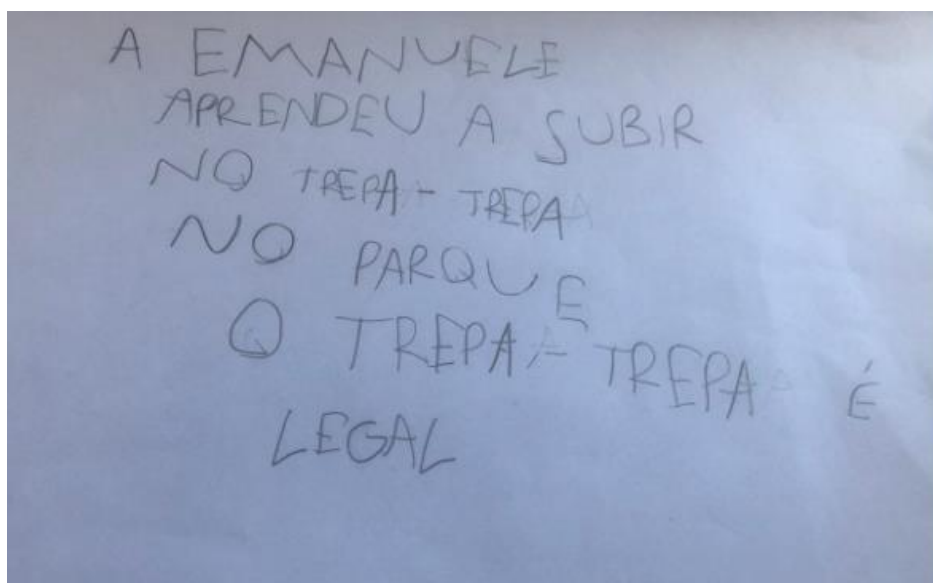 A EMANUELE
APRENDEU A SUBIR
NO TREPA - TREPA
NO PARQUE
O TREPA - TREPA É
LEGAL